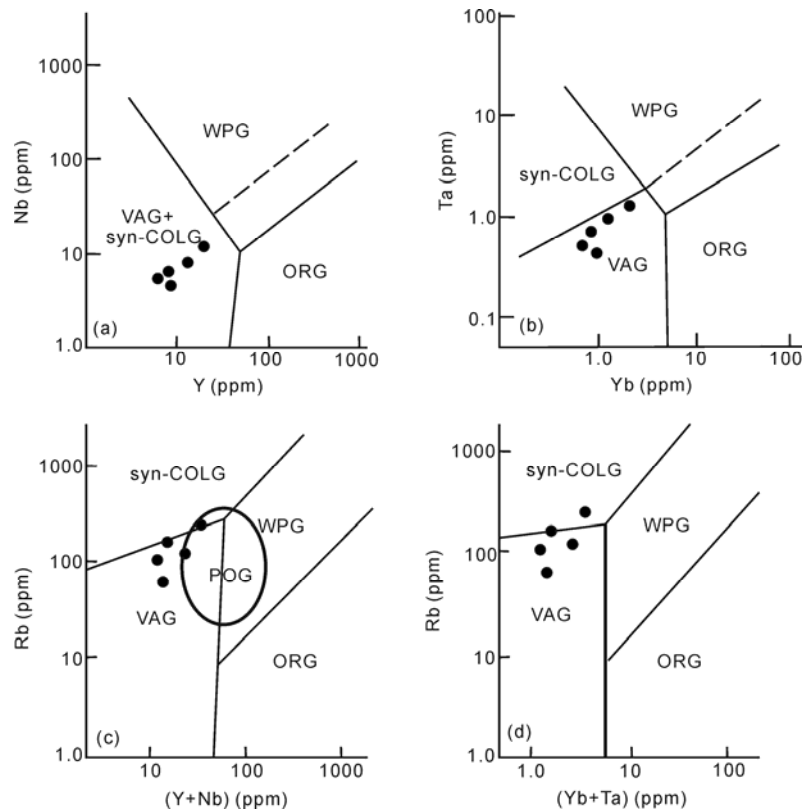 1000
100
10
1.0
Nb (ppm)
WPG
VAG+
syn-COLG
ORG
(a)
10
100
1000
Y (ppm)
100
10
1.0
0.1
Ta (ppm)
WPG
syn-COLG
VAG
ORG
(b)
1.0
10
100
Yb (ppm)
1000
100
10
1.0
Rb (ppm)
syn-COLG
WPG
POG
VAG
ORG
(c)
10
100
1000
(Y+Nb) (ppm)
1000
100
10
1.0
Rb (ppm)
syn-COLG
WPG
VAG
ORG
(d)
1.0
10
100
(Yb+Ta) (ppm)